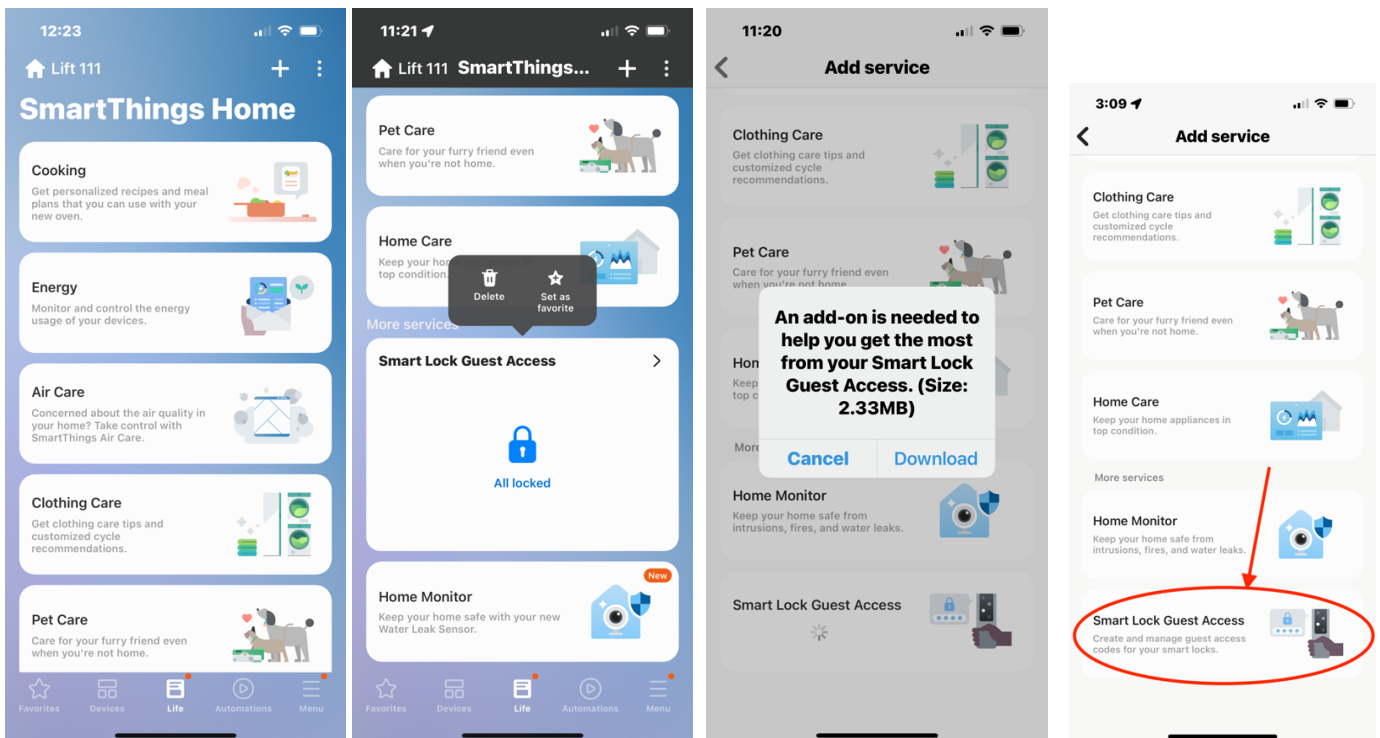 12:23
Lift 111
SmartThings Home
Cooking
Get personalized recipes and meal
plans that you can use with your
new oven.
Energy
Monitor and control the energy
usage of your devices.
Air Care
Concerned about the air quality in
your home? Take control with
SmartThings Air Care.
Clothing Care
Get clothing care tips and
customized cycle
recommendations.
Pet Care
Care for your furry friend even
when you're not home.
Favorites
Devices
Life
Automations
Menu
11:21
Lift 111 SmartThings...
Pet Care
Care for your furry friend even
when you're not home.
Home Care
Keep your
top condition.
Delete
Set as
favorite
More services
Smart Lock Guest Access
All locked
New
Home Monitor
Keep your home safe with your new
Water Leak Sensor.
Favorites
Devices
Life
Automations
Menu
11:20
Add service
Clothing Care
Get clothing care tips and
customized cycle
recommendations.
Pet Care
Care for your furry friend even
when you're not home.
An add-on is needed to
help you get the most
from your Smart Lock
Guest Access. (Size:
2.33MB)
Cancel
Download
Hom
Keep
top c
More
Home Monitor
Keep your home safe from
intrusions, fires, and water leaks.
Smart Lock Guest Access
3:09
Add service
Clothing Care
Get clothing care tips and
customized cycle
recommendations.
Pet Care
Care for your furry friend even
when you're not home.
Home Care
Keep your home appliances in
top condition.
More services
Home Monitor
Keep your home safe from
intrusions, fires, and water leaks.
Smart Lock Guest Access
Create and manage guest access
codes for your smart locks.